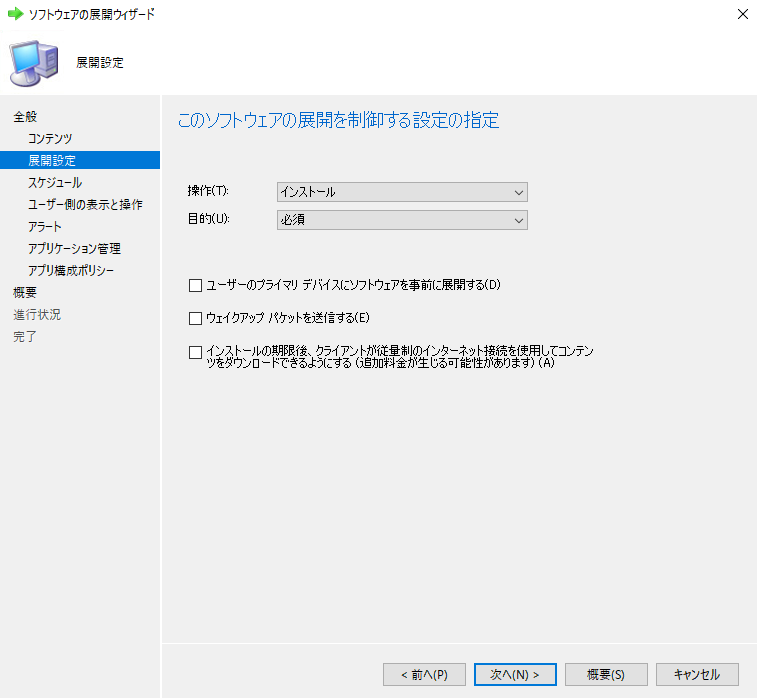 ソフトウェアの展開ウィザード
展開設定
全般
コンテンツ
展開設定
スケジュール
ユーザー側の表示と操作
アラート
アプリケーション管理
アプリ構成ポリシー
概要
進行状況
完了
このソフトウェアの展開を制御する設定の指定
操作(T):
インストール
目的(U):
必須
ユーザーのプライマリ デバイスにソフトウェアを事前に展開する(D)
ウェイクアップ パケットを送信する(E)
インストールの期限後、クライアントが従量制のインターネット接続を使用してコンテン
ツをダウンロードできるようにする (追加料金が生じる可能性があります) (A)
< 前へ(P)
次へ(N) >
概要(S)
キャンセル